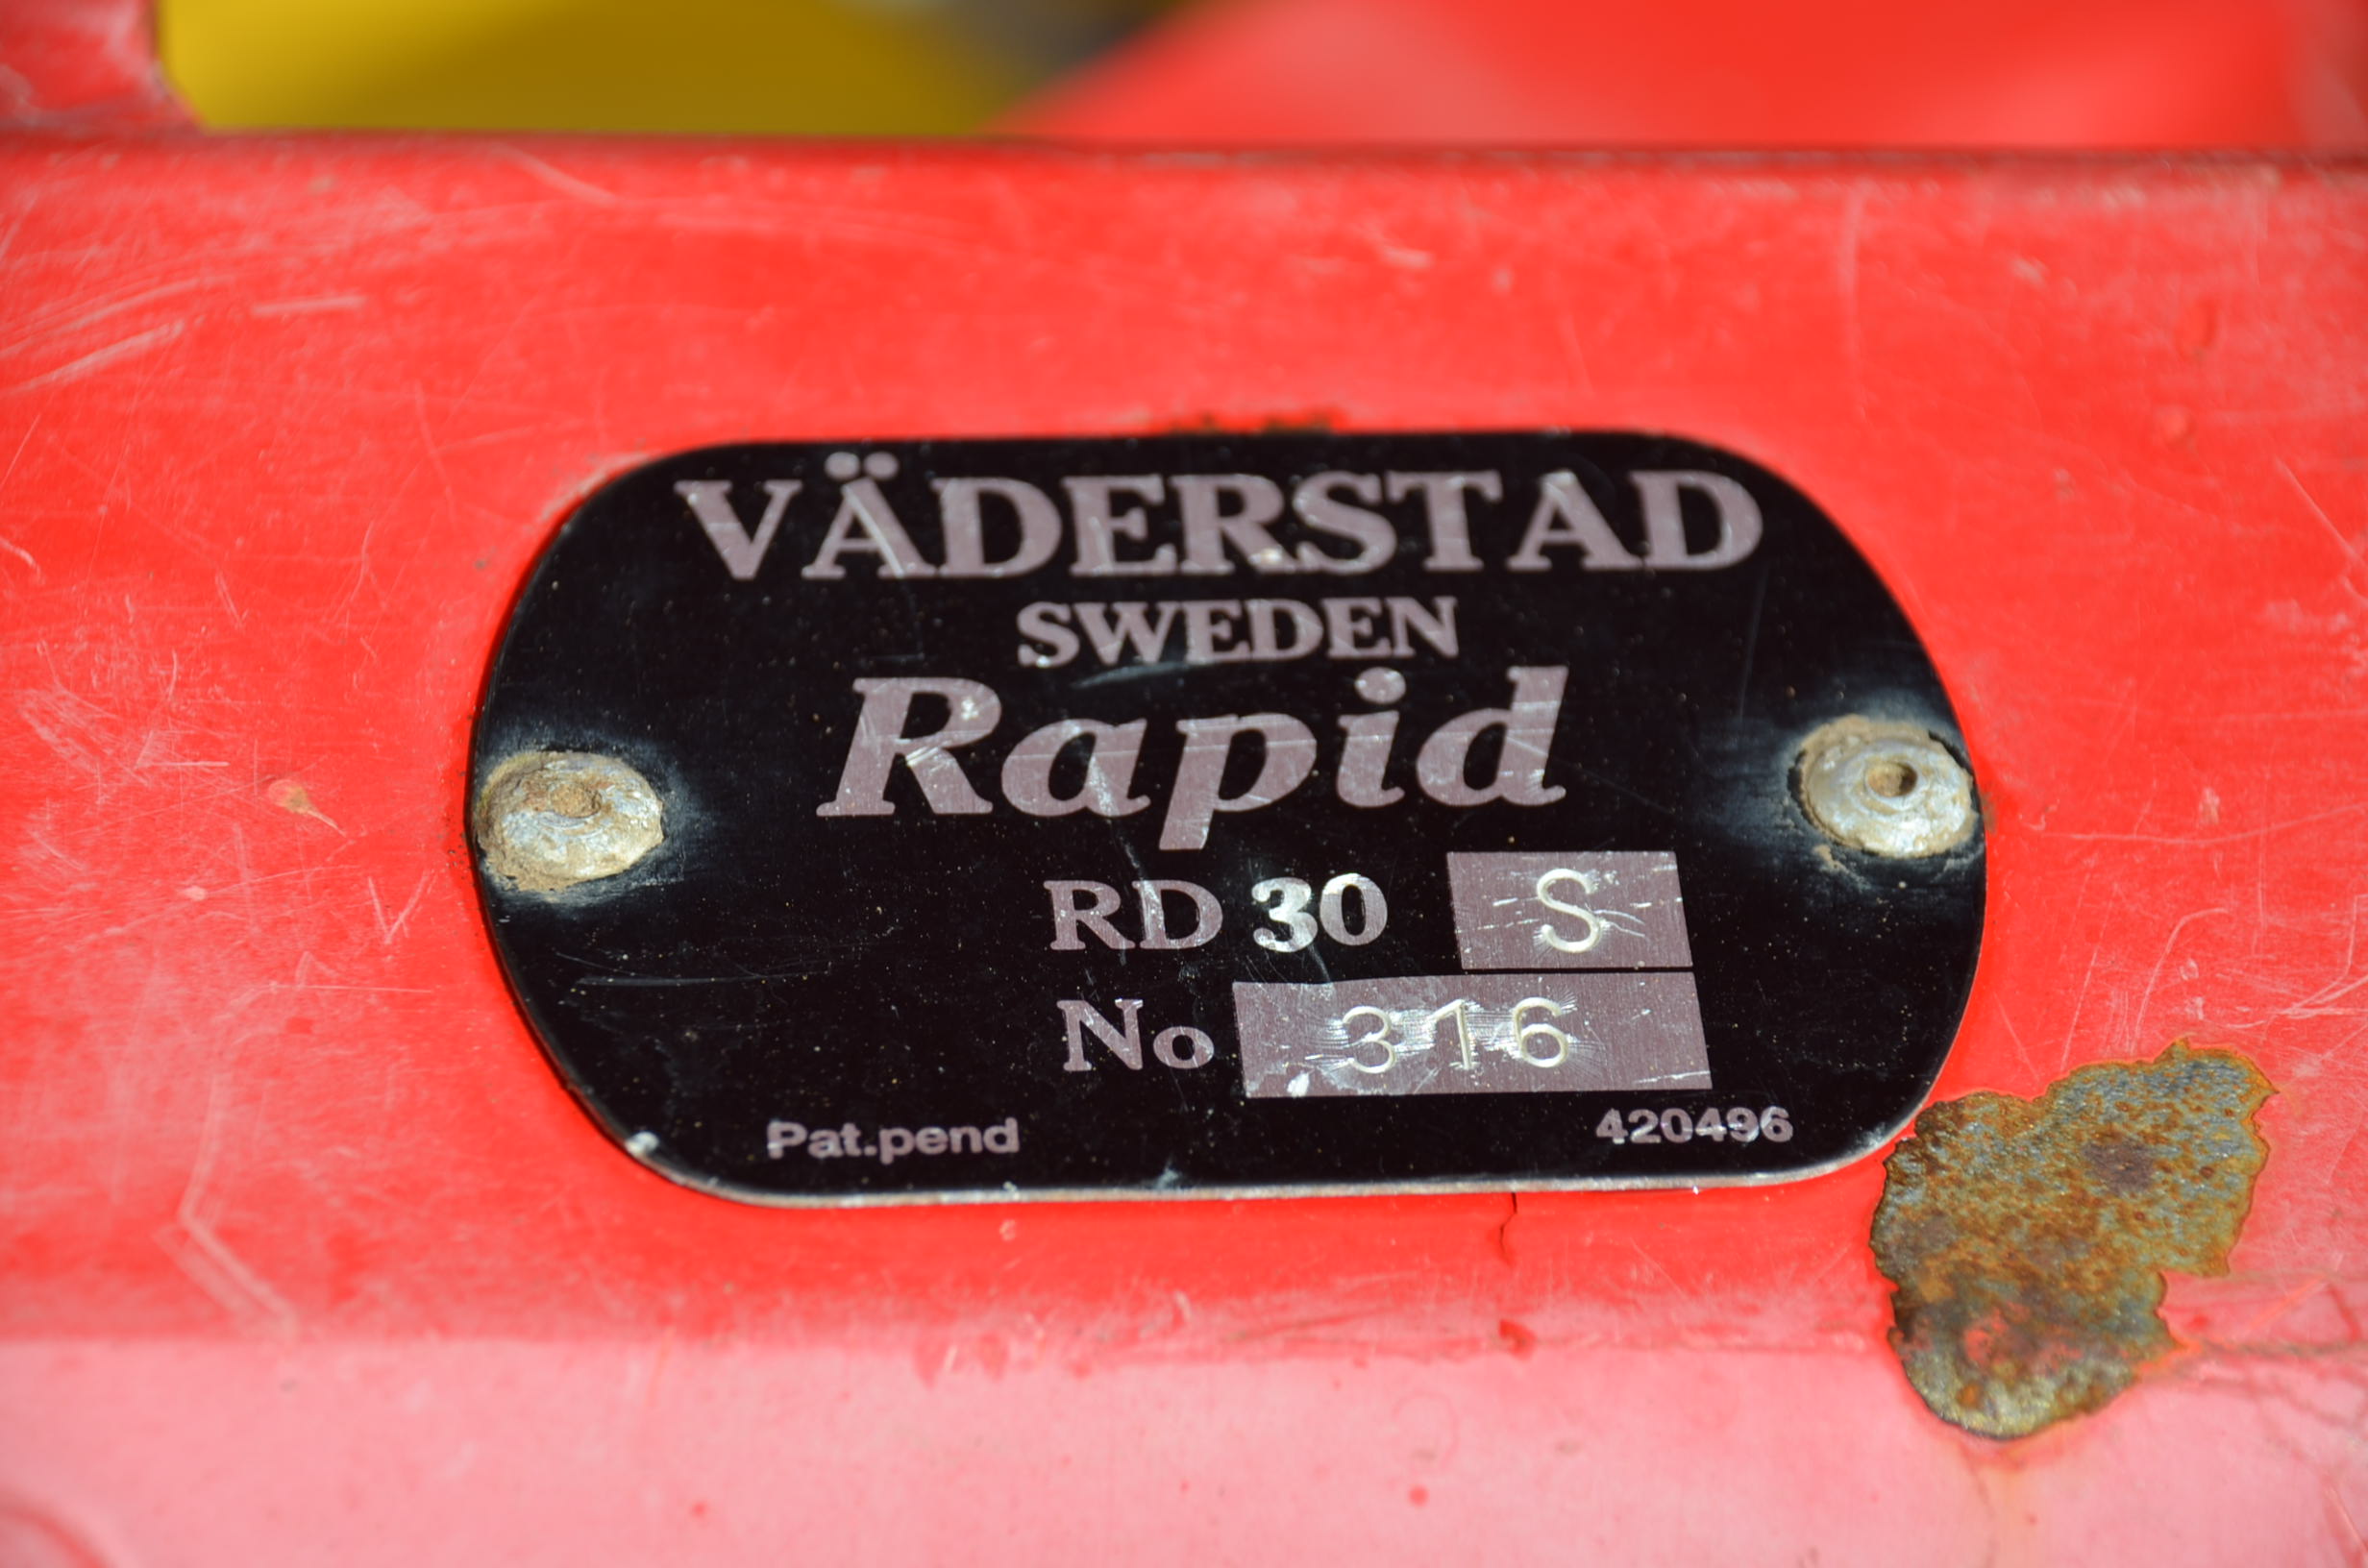 VÄDERSTAD
SWEDEN
Rapid
RD 30 S
No 316
Pat.pend 420496